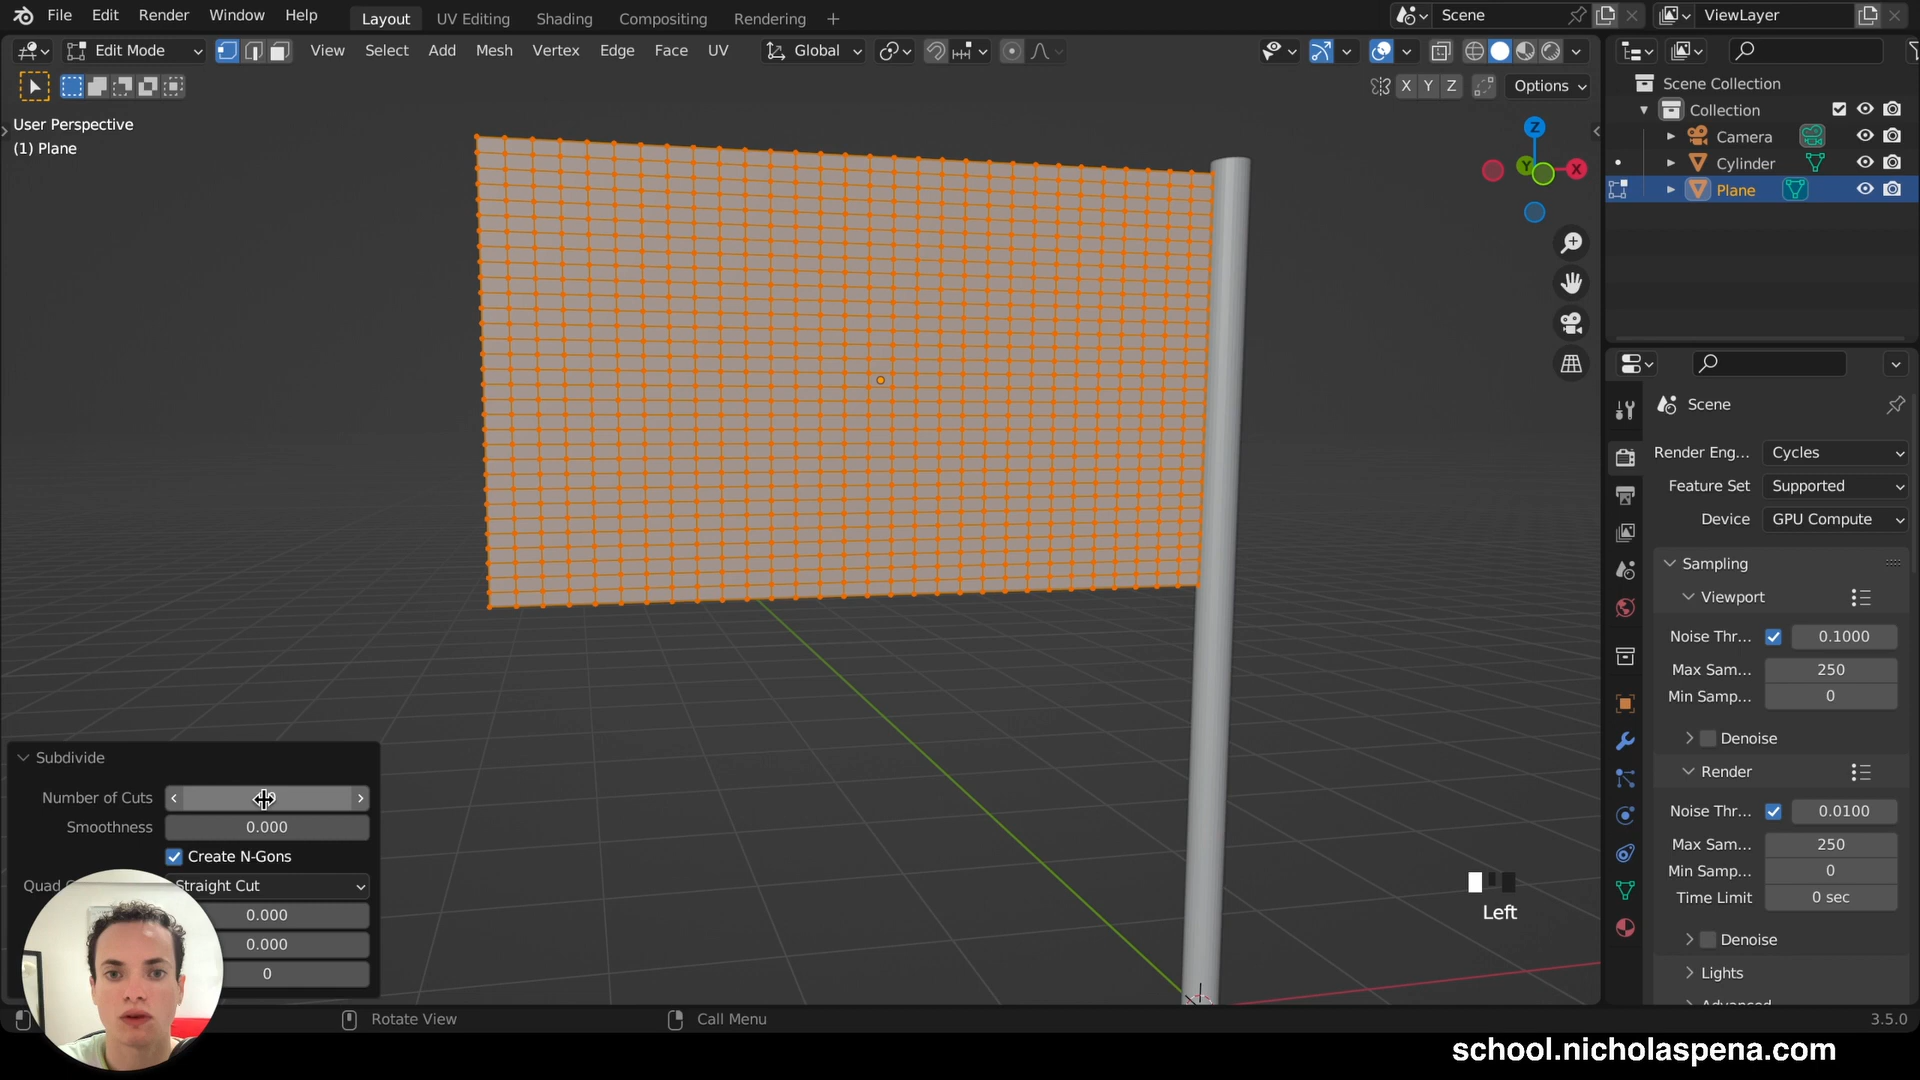 File Edit Render Window Help Layout UV Editing Shading Compositing Rendering + Scene ViewLayer
Edit Mode View Select Add Mesh Vertex Edge Face UV Global
X Y Z Options
User Perspective
(1) Plane
Z
Y
X
Scene Collection
Collection
Camera
Cylinder
Plane
Scene
Render Eng... Cycles
Feature Set Supported
Device GPU Compute
Sampling
Viewport
Noise Thr... 0.1000
Max Sam... 250
Min Samp... 0
Denoise
Render
Noise Thr... 0.0100
Max Sam... 250
Min Samp... 0
Time Limit 0 sec
Denoise
Lights
Advanced
Subdivide
Number of Cuts
Smoothness 0.000
Create N-Gons
Quad Straight Cut
0.000
0.000
0
Left
Rotate View Call Menu 3.5.0
school.nicholaspena.com